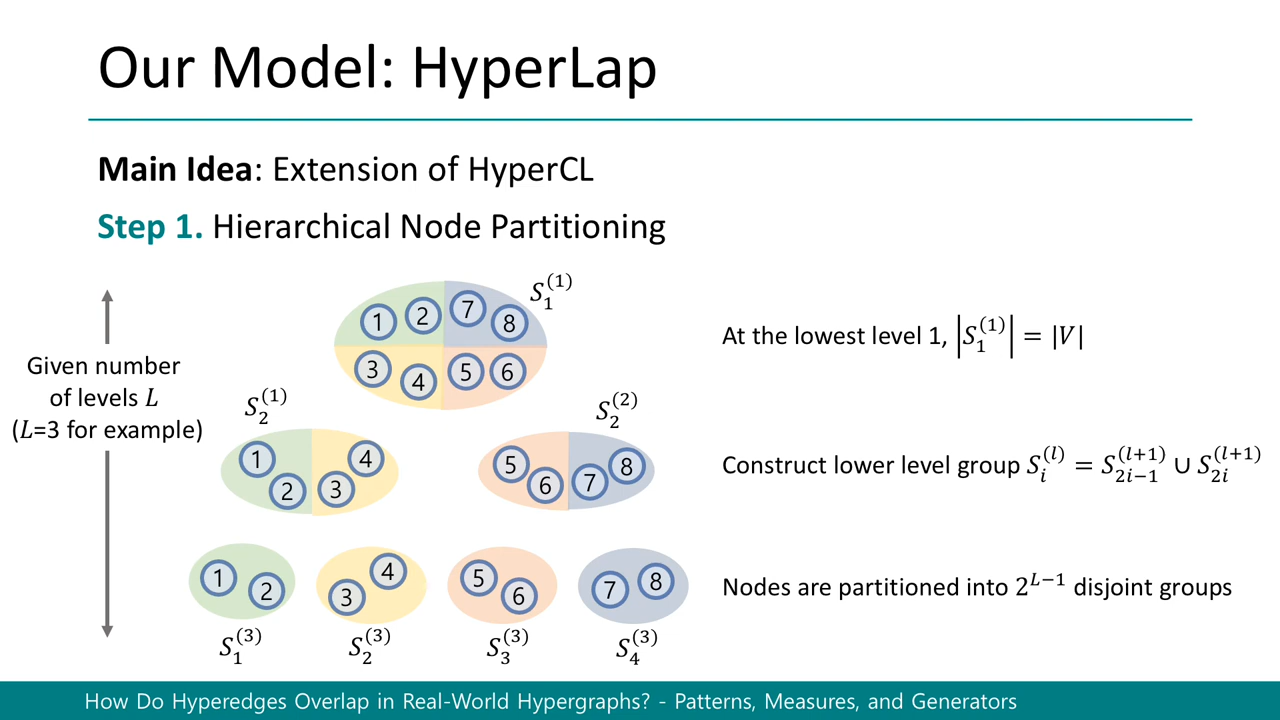 Our Model: HyperLap
Main Idea: Extension of HyperCL
Step 1. Hierarchical Node Partitioning
Given number
of levels L
(L=3 for example)
S_1^{(1)}
1 2 7 8
3 4 5 6
At the lowest level 1, |S_1^{(1)}| = |V|
S_2^{(1)}
1 2 3 4
S_2^{(2)}
5 6 7 8
Construct lower level group S_i^{(l)} = S_{2i-1}^{(l+1)} ∪ S_{2i}^{(l+1)}
1 2
3 4
5 6
7 8
Nodes are partitioned into 2^{L-1} disjoint groups
S_1^{(3)}
S_2^{(3)}
S_3^{(3)}
S_4^{(3)}
How Do Hyperedges Overlap in Real-World Hypergraphs? - Patterns, Measures, and Generators